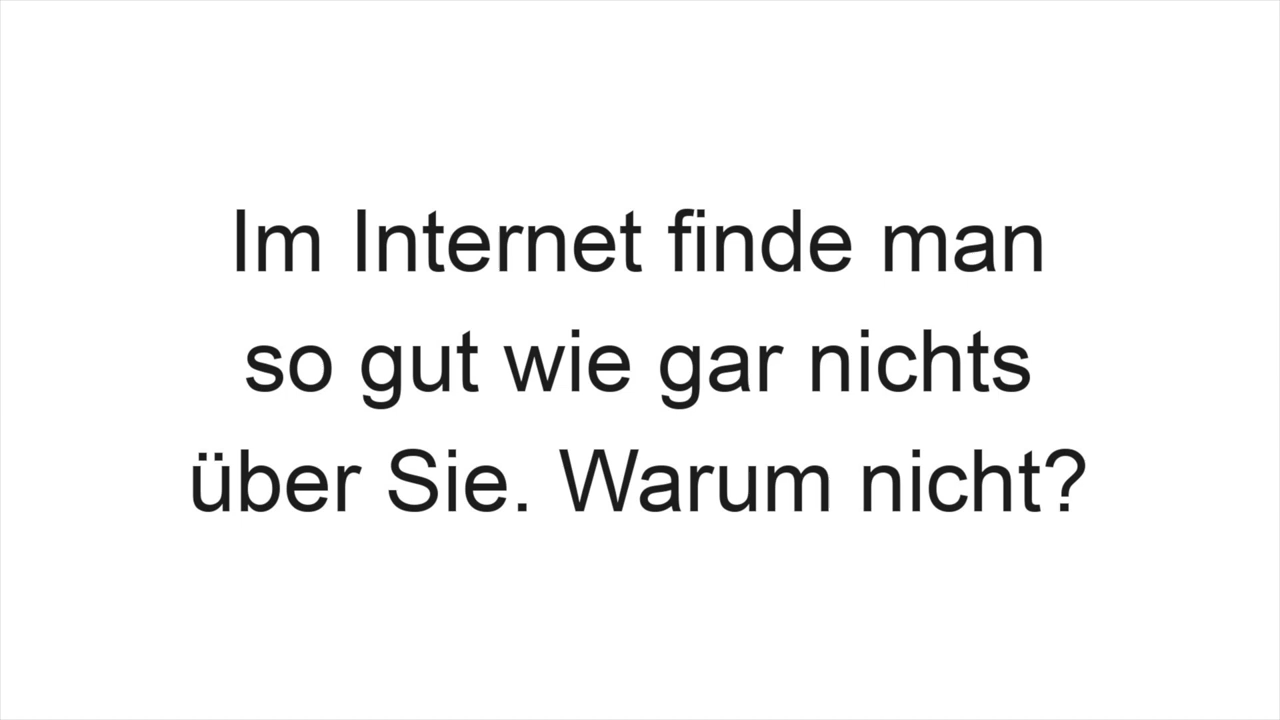 Im Internet finde man
so gut wie gar nichts
über Sie. Warum nicht?